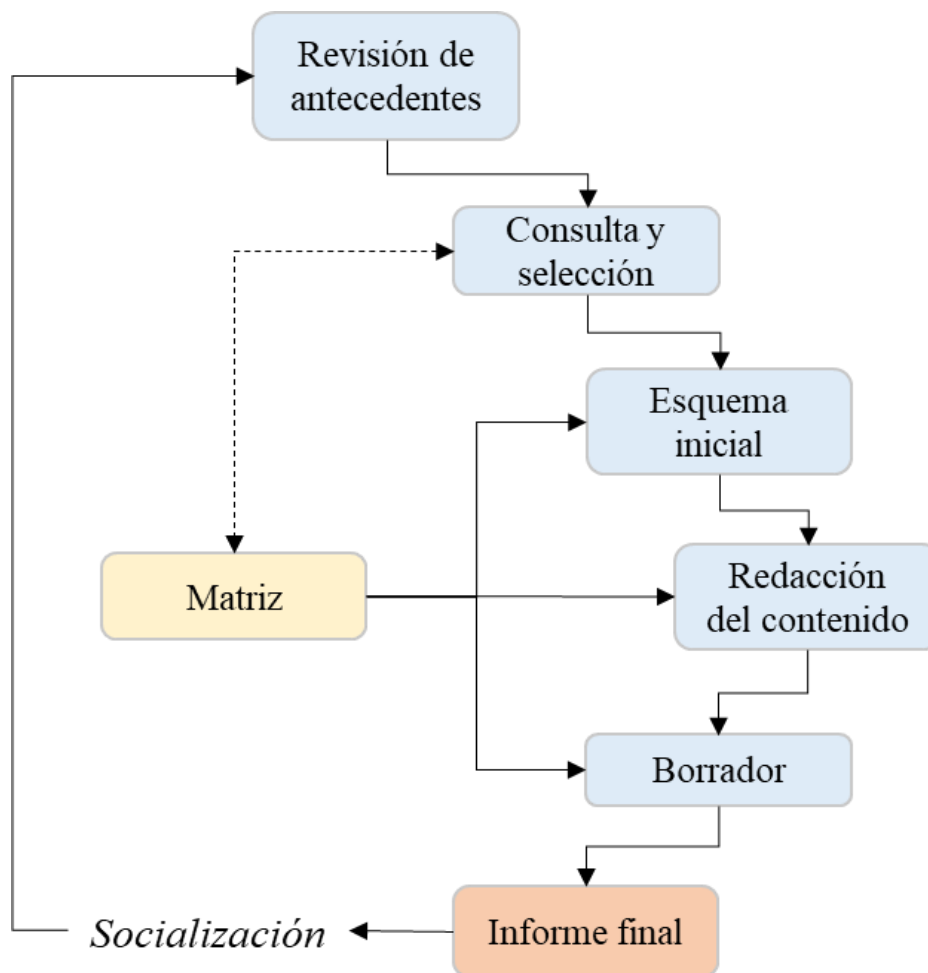 Revisión de
antecedentes
Consulta y
selección
Esquema
inicial
Matriz
Redacción
del contenido
Borrador
Socialización
Informe final